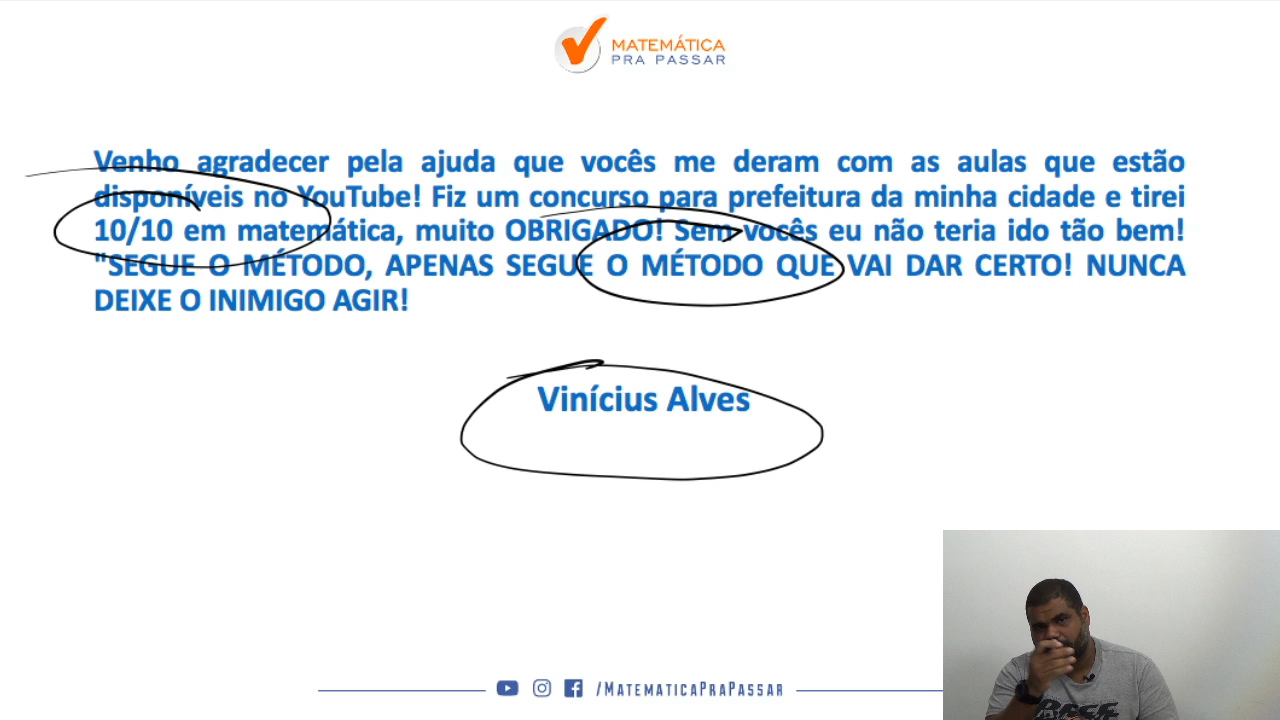 MATEMÁTICA
PRA PASSAR
Venho agradecer pela ajuda que vocês me deram com as aulas que estão
disponíveis no YouTube! Fiz um concurso para prefeitura da minha cidade e tirei
10/10 em matemática, muito OBRIGADO! Sem vocês eu não teria ido tão bem!
"SEGUE O MÉTODO, APENAS SEGUE O MÉTODO QUE VAI DAR CERTO! NUNCA
DEIXE O INIMIGO AGIR!
Vinícius Alves
/MATEMATICAPRAPASSAR